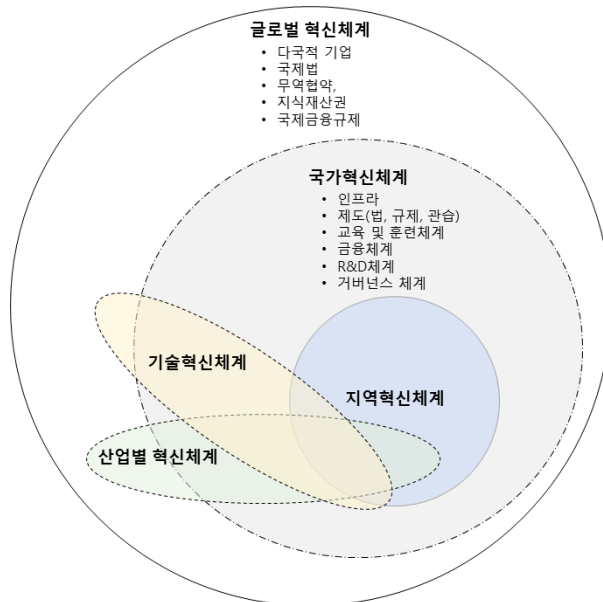 글로벌 혁신체계
• 다국적 기업
• 국제법
• 무역협약,
• 지식재산권
• 국제금융규제
국가혁신체계
• 인프라
• 제도(법, 규제, 관습)
• 교육 및 훈련체계
• 금융체계
• R&D체계
• 거버넌스 체계
기술혁신체계
지역혁신체계
산업별 혁신체계